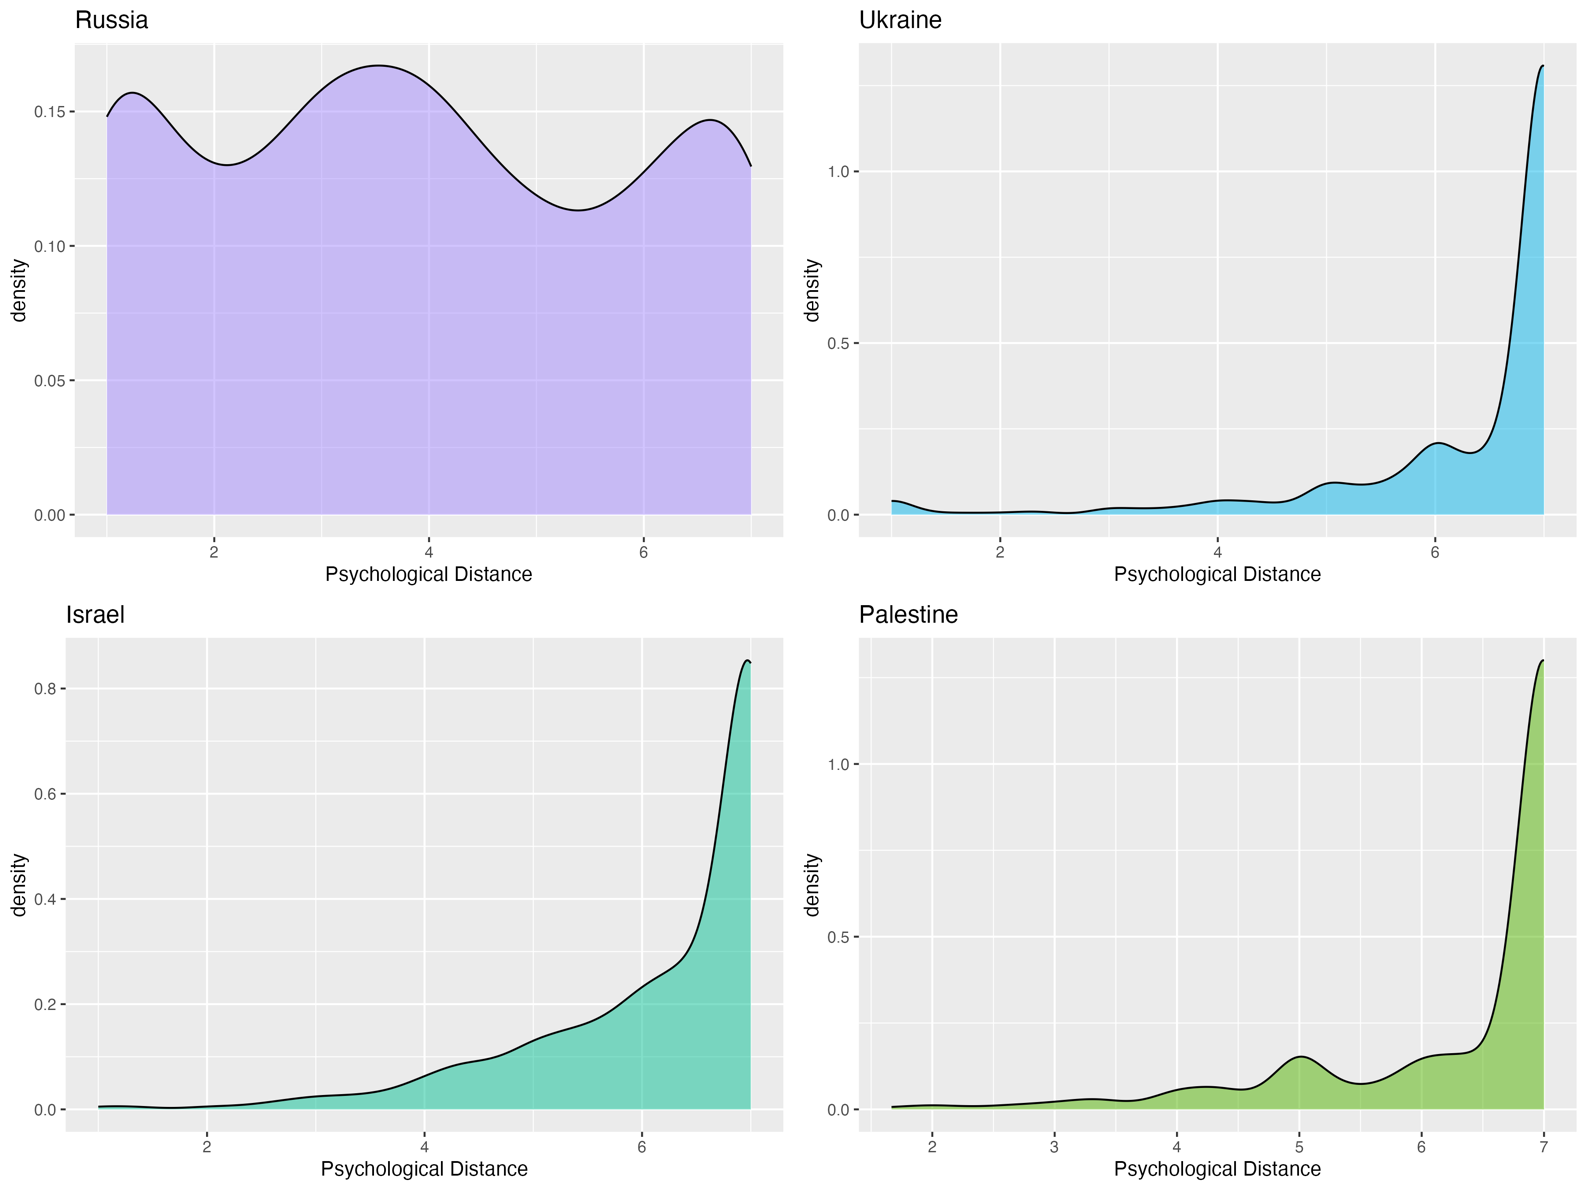 Russia
0.15
0.10
0.05
0.00
density
2 4 6
Psychological Distance
Ukraine
1.0
0.5
0.0
density
2 4 6
Psychological Distance
Israel
0.8
0.6
0.4
0.2
0.0
density
2 4 6
Psychological Distance
Palestine
1.0
0.5
0.0
density
2 3 4 5 6 7
Psychological Distance